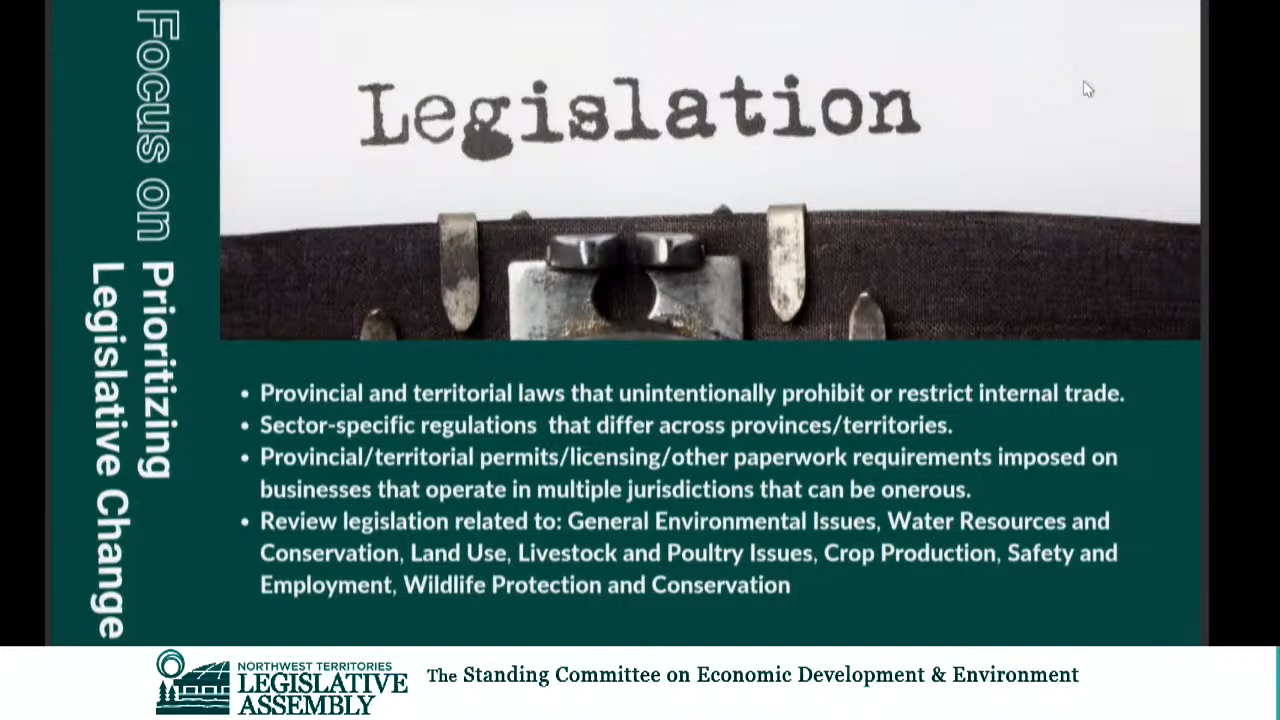 Focus on
Prioritizing
Legislative Change
Legislation
• Provincial and territorial laws that unintentionally prohibit or restrict internal trade.
• Sector-specific regulations  that differ across provinces/territories.
• Provincial/territorial permits/licensing/other paperwork requirements imposed on
businesses that operate in multiple jurisdictions that can be onerous.
• Review legislation related to: General Environmental Issues, Water Resources and
Conservation, Land Use, Livestock and Poultry Issues, Crop Production, Safety and
Employment, Wildlife Protection and Conservation
NORTHWEST TERRITORIES
LEGISLATIVE
ASSEMBLY
The Standing Committee on Economic Development & Environment